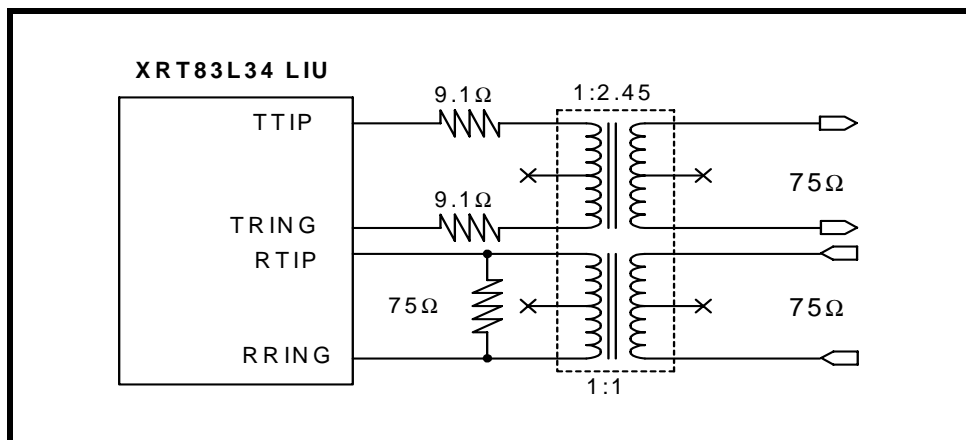 XRT83L34 LIU
9.1Ω
1:2.45
TTIP
75Ω
9.1Ω
TRING
RTIP
75Ω
75Ω
RRING
1:1